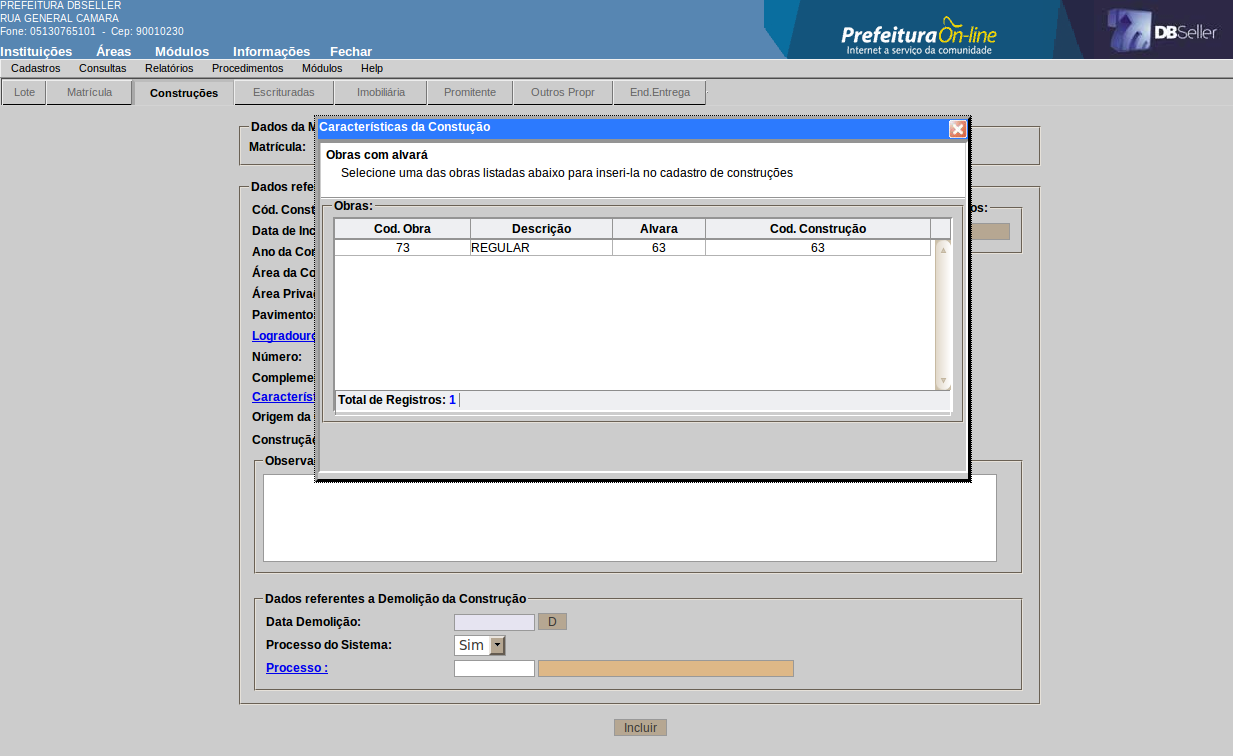 PREFEITURA DBSELLER
RUA GENERAL CAMARA
Fone: 05130765101 - Cep: 90010230
PrefeituraOn-line
Internet a serviço da comunidade
DBSeller
Instituições Áreas Módulos Informações Fechar
Cadastros Consultas Relatórios Procedimentos Módulos Help
Lote Matrícula Construções Escrituradas Imobiliária Promitente Outros Propr End.Entrega
Dados da M
Matrícula:
Características da Constução
Obras com alvará
Selecione uma das obras listadas abaixo para inseri-la no cadastro de construções
Obras:
Cod. Obra Descrição Alvara Cod. Construção
73 REGULAR 63 63
Total de Registros: 1
Dados refe
Cód. Const
os:
Data de Inc
Ano da Con
Área da Co
Área Priva
Pavimento
Logradouro
Número:
Compleme
Caracterís
Origem da
Construção
Observa
Dados referentes a Demolição da Construção
Data Demolição: D
Processo do Sistema: Sim
Processo :
Incluir